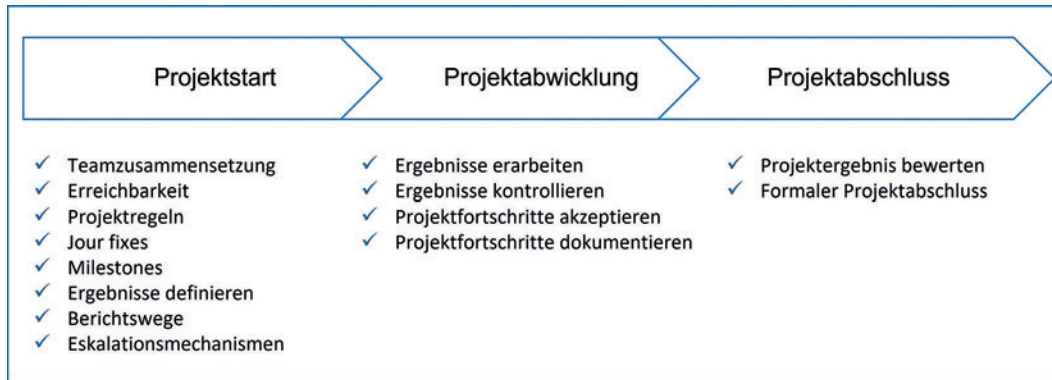 Projektstart
Projektabwicklung
Projektabschluss
✓ Teamzusammensetzung
✓ Erreichbarkeit
✓ Projektregeln
✓ Jour fixes
✓ Milestones
✓ Ergebnisse definieren
✓ Berichtswege
✓ Eskalationsmechanismen
✓ Ergebnisse erarbeiten
✓ Ergebnisse kontrollieren
✓ Projektfortschritte akzeptieren
✓ Projektfortschritte dokumentieren
✓ Projektergebnis bewerten
✓ Formaler Projektabschluss